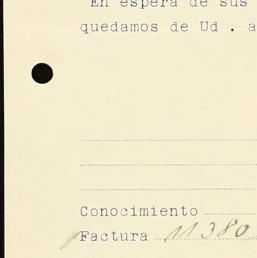 En espera de sus
quedamos de Ud . a
Conocimiento
Factura 11380